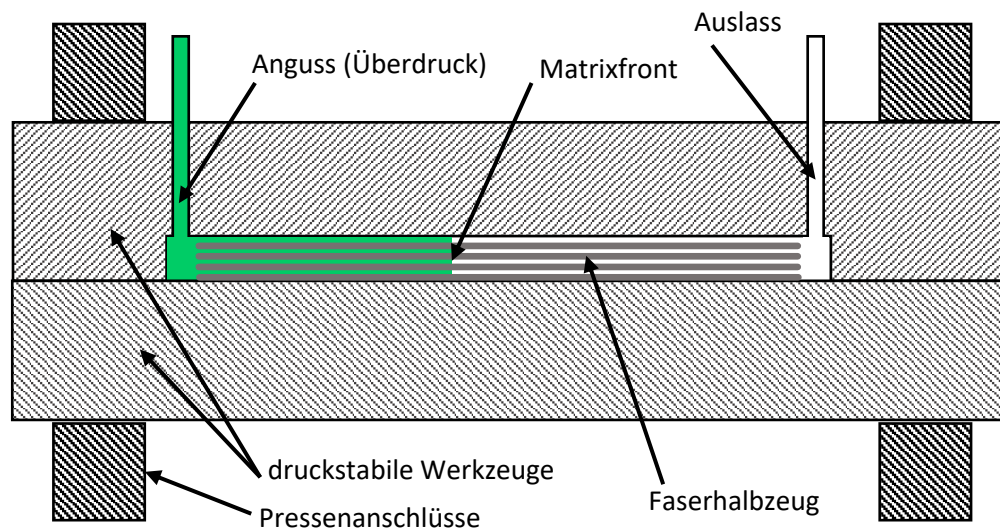 Auslass
Anguss (Überdruck)
Matrixfront
druckstabile Werkzeuge
Faserhalbzeug
Pressenanschlüsse